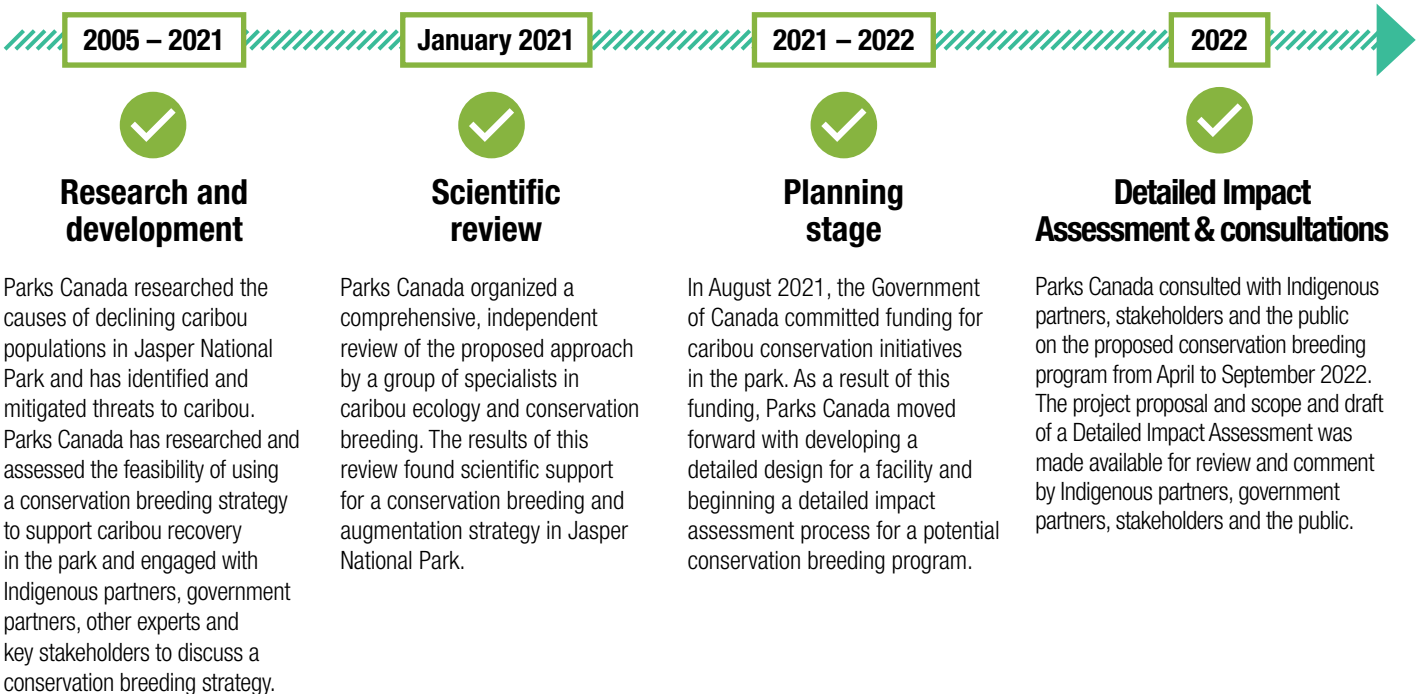 2005 – 2021
January 2021
2021 – 2022
2022
Research and
development
Parks Canada researched the
causes of declining caribou
populations in Jasper National
Park and has identified and
mitigated threats to caribou.
Parks Canada has researched and
assessed the feasibility of using
a conservation breeding strategy
to support caribou recovery
in the park and engaged with
Indigenous partners, government
partners, other experts and
key stakeholders to discuss a
conservation breeding strategy.
Scientific
review
Parks Canada organized a
comprehensive, independent
review of the proposed approach
by a group of specialists in
caribou ecology and conservation
breeding. The results of this
review found scientific support
for a conservation breeding and
augmentation strategy in Jasper
National Park.
Planning
stage
In August 2021, the Government
of Canada committed funding for
caribou conservation initiatives
in the park. As a result of this
funding, Parks Canada moved
forward with developing a
detailed design for a facility and
beginning a detailed impact
assessment process for a potential
conservation breeding program.
Detailed Impact
Assessment & consultations
Parks Canada consulted with Indigenous
partners, stakeholders and the public
on the proposed conservation breeding
program from April to September 2022.
The project proposal and scope and draft
of a Detailed Impact Assessment was
made available for review and comment
by Indigenous partners, government
partners, stakeholders and the public.